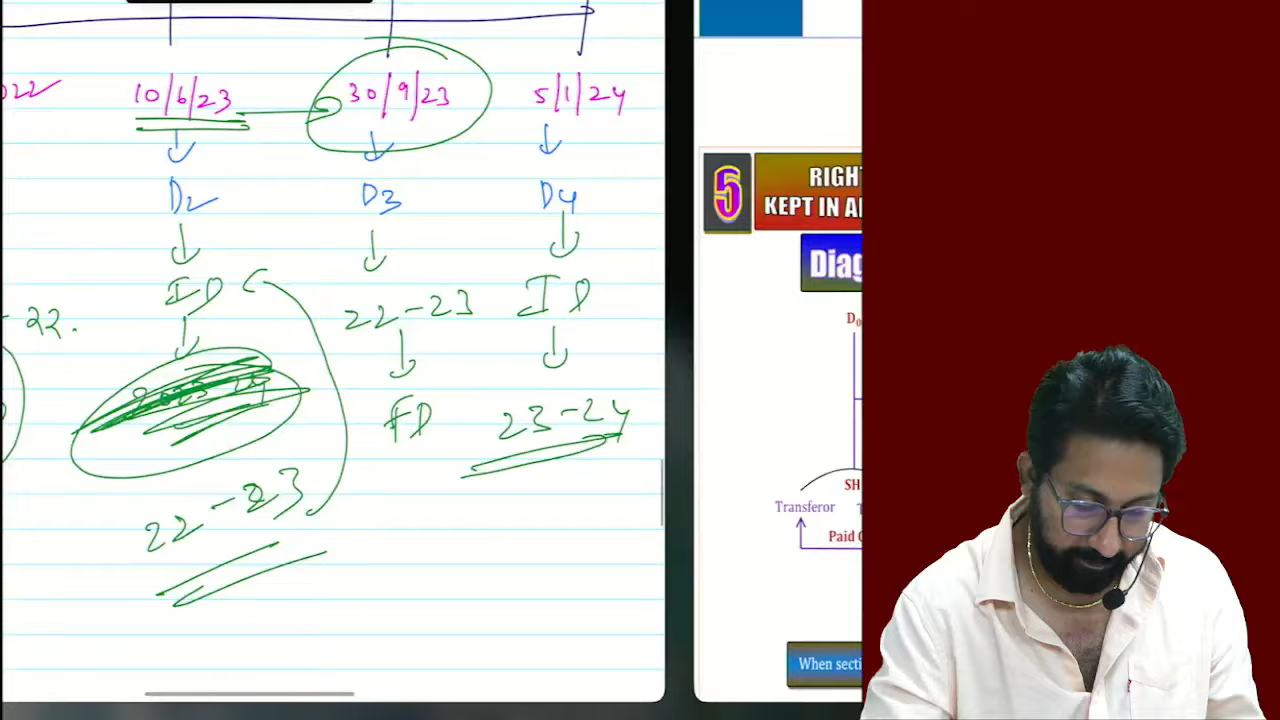 022 10/6/23 30/9/23 5/1/24
D2 D3 D4
ID 22-23 ID
-22.
FD 23-24
22-23
5 RIGH
KEPT IN A
Diag
SH
Transferor
Paid
When secti